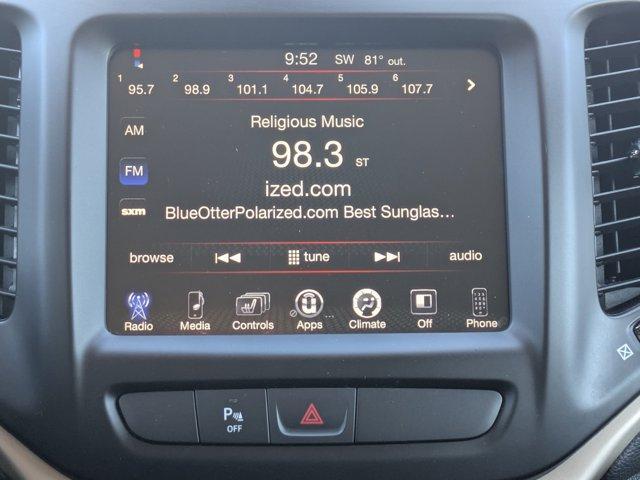 9:52 SW 81° out.
1 95.7 2 98.9 3 101.1 4 104.7 5 105.9 6 107.7 >
AM
Religious Music
98.3 ST
FM
ized.com
sxm
BlueOtterPolarized.com Best Sunglas...
browse tune audio
Radio Media Controls Apps Climate Off Phone
P
OFF